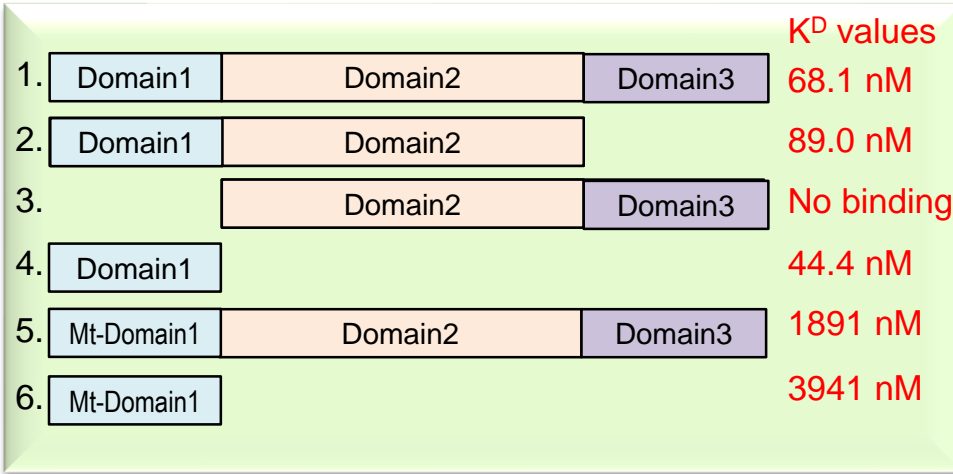 K^D values
1. Domain1 Domain2 Domain3 68.1 nM
2. Domain1 Domain2 89.0 nM
3. Domain2 Domain3 No binding
4. Domain1 44.4 nM
5. Mt-Domain1 Domain2 Domain3 1891 nM
6. Mt-Domain1 3941 nM